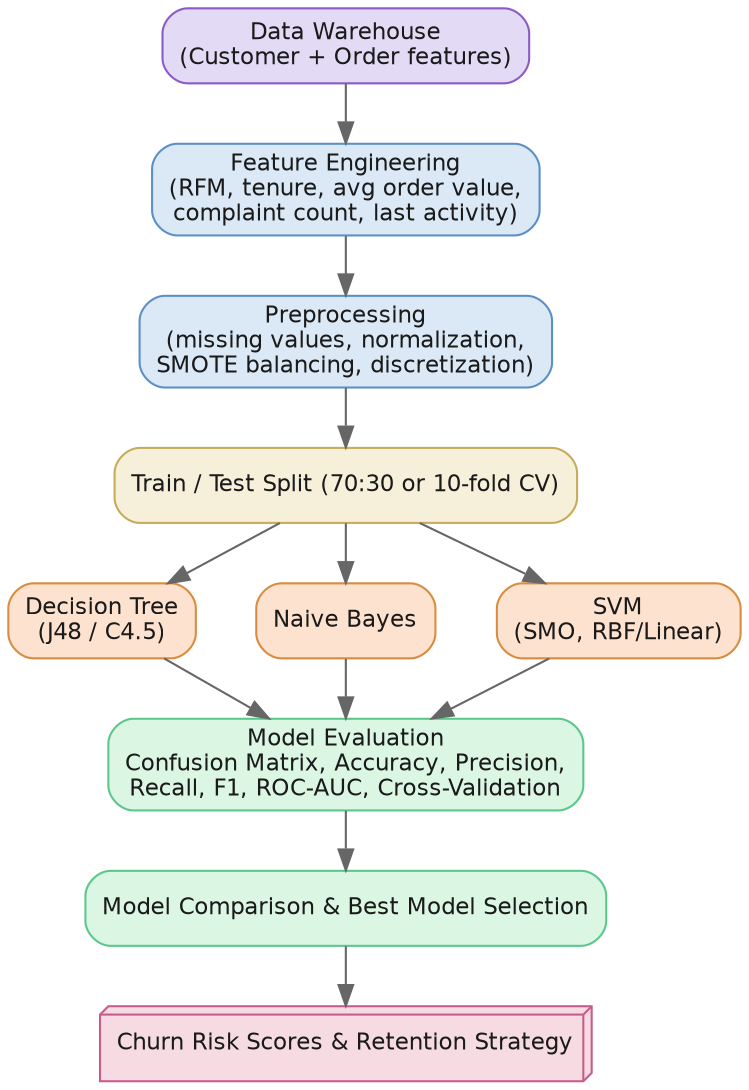 Data Warehouse
(Customer + Order features)
Feature Engineering
(RFM, tenure, avg order value,
complaint count, last activity)
Preprocessing
(missing values, normalization,
SMOTE balancing, discretization)
Train / Test Split (70:30 or 10-fold CV)
Decision Tree
(J48 / C4.5)
Naive Bayes
SVM
(SMO, RBF/Linear)
Model Evaluation
Confusion Matrix, Accuracy, Precision,
Recall, F1, ROC-AUC, Cross-Validation
Model Comparison & Best Model Selection
Churn Risk Scores & Retention Strategy